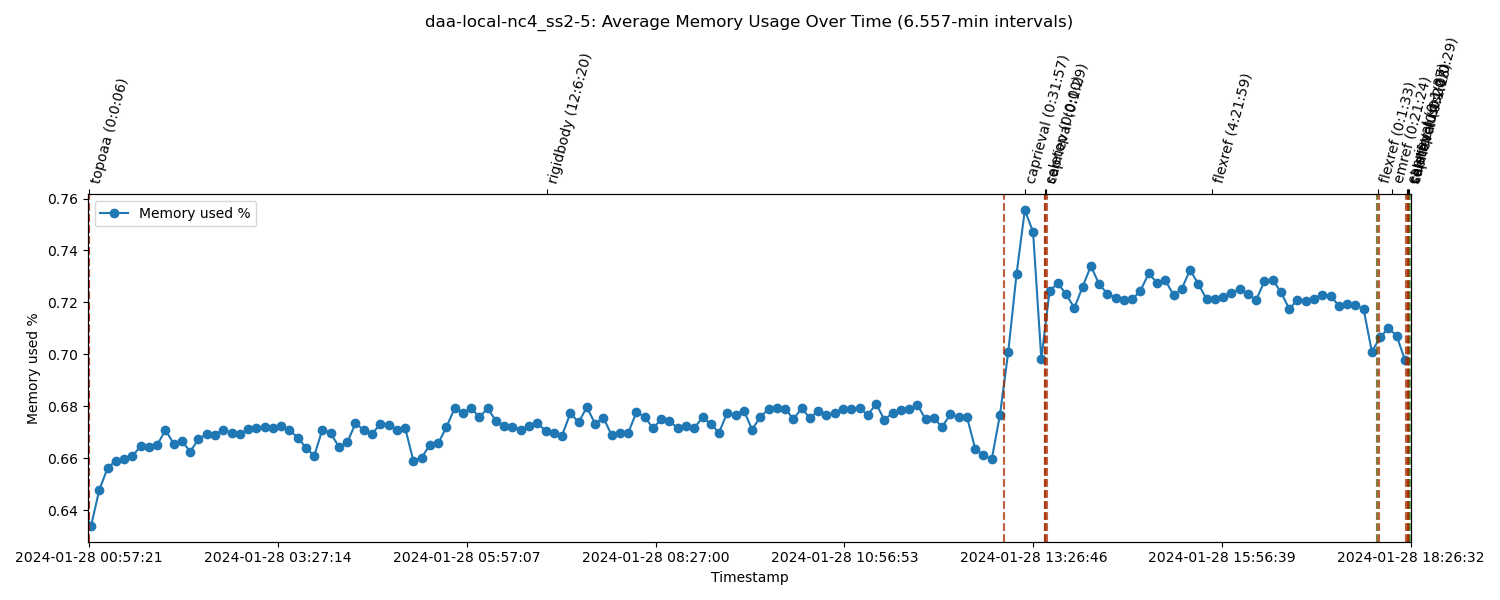 daa-local-nc4_ss2-5: Average Memory Usage Over Time (6.557-min intervals)
topoaa (0:0:06)
rigidbody (12:6:20)
caprieval (0:31:57)
flexref (4:21:59)
flexref (0:1:33)
emref (0:21:24)
Memory used %
0.76
0.74
0.72
0.70
0.68
0.66
0.64
Memory used %
2024-01-28 00:57:21
2024-01-28 03:27:14
2024-01-28 05:57:07
2024-01-28 08:27:00
2024-01-28 10:56:53
2024-01-28 13:26:46
2024-01-28 15:56:39
2024-01-28 18:26:32
Timestamp